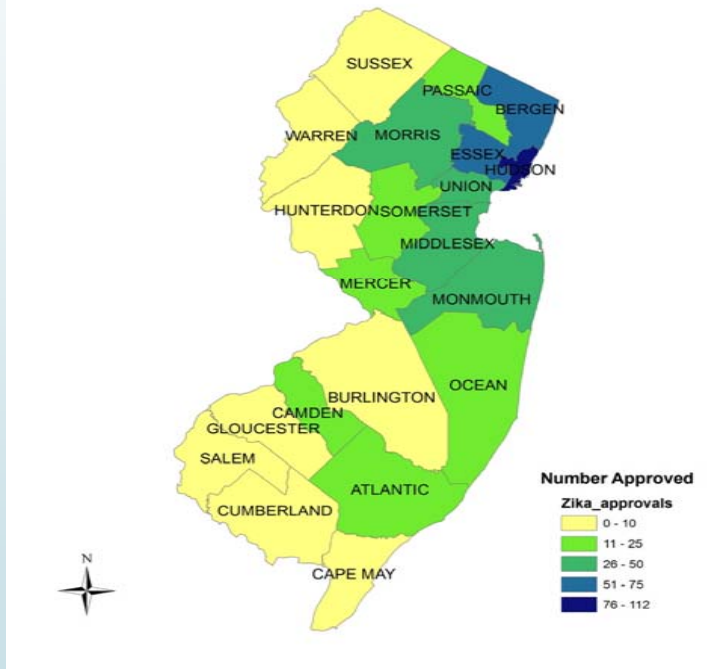 SUSSEX
PASSAIC
BERGEN
WARREN
MORRIS
ESSEX
HUDSON
UNION
HUNTERDON
SOMERSET
MIDDLESEX
MERCER
MONMOUTH
OCEAN
BURLINGTON
CAMDEN
GLOUCESTER
SALEM
ATLANTIC
CUMBERLAND
CAPE MAY
N
Number Approved
Zika_approvals
0 - 10
11 - 25
26 - 50
51 - 75
76 - 112